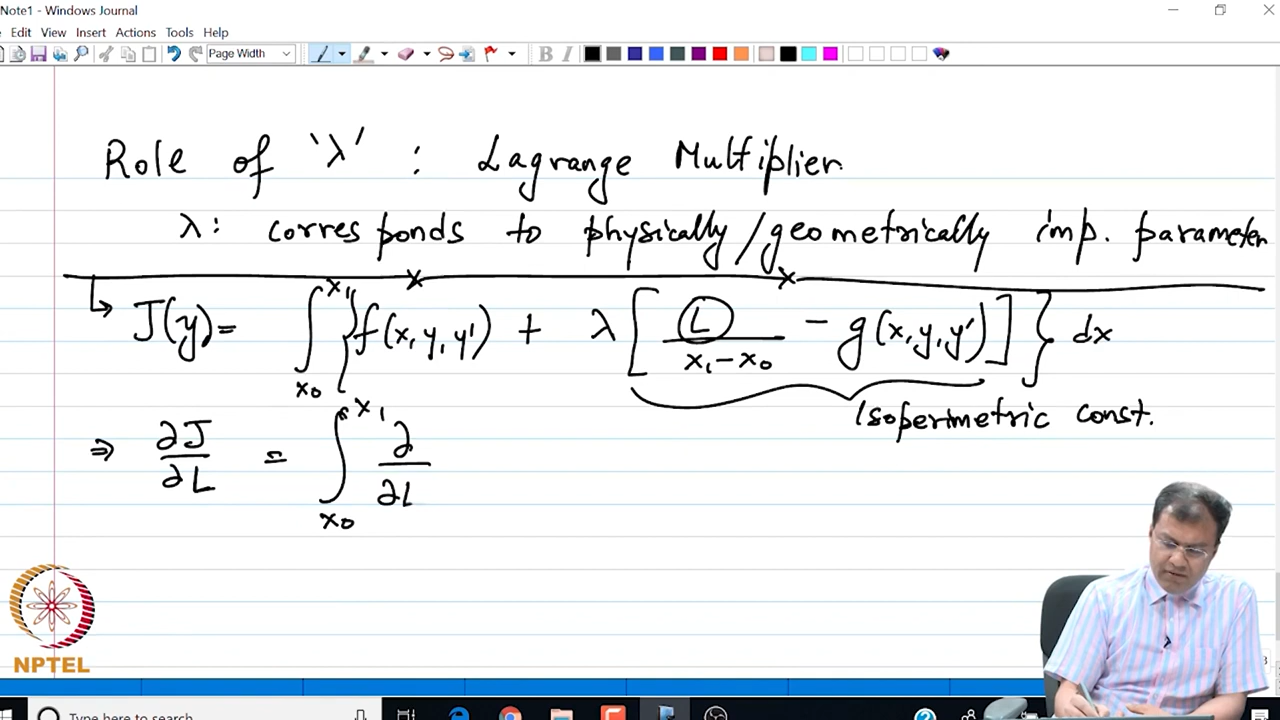 Note1 - Windows Journal
Edit View Insert Actions Tools Help
Page Width B I
Role of 'λ' : Lagrange Multiplier.
λ: corresponds to physically/geometrically imp. parameter
↳ J(y) = ∫_{x0}^{x1} { f(x, y, y') + λ [ L / (x1 - x0) - g(x, y, y') ] } dx
Isoperimetric const.
⇒ ∂J/∂L = ∫_{x0}^{x1} ∂/∂L
NPTEL
Type here to search